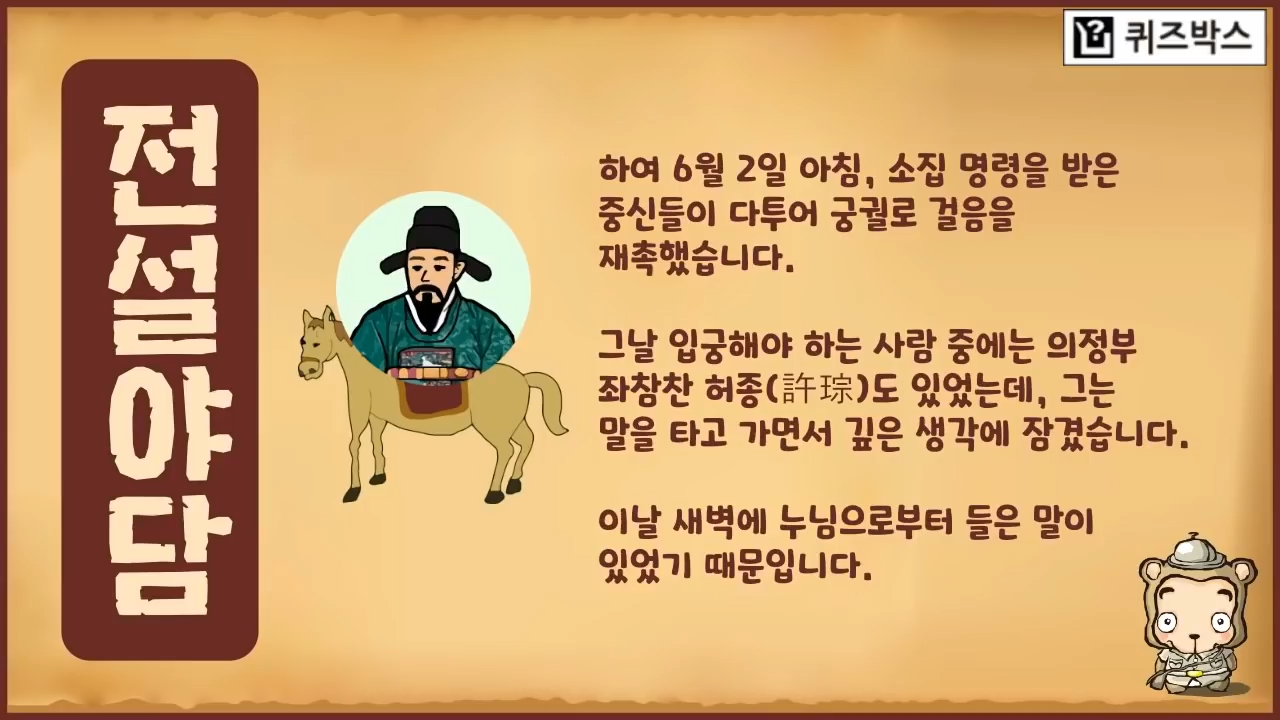 퀴즈박스
전설야담
하여 6월 2일 아침, 소집 명령을 받은
중신들이 다투어 궁궐로 걸음을
재촉했습니다.
그날 입궁해야 하는 사람 중에는 의정부
좌참찬 허종(許琮)도 있었는데, 그는
말을 타고 가면서 깊은 생각에 잠겼습니다.
이날 새벽에 누님으로부터 들은 말이
있었기 때문입니다.